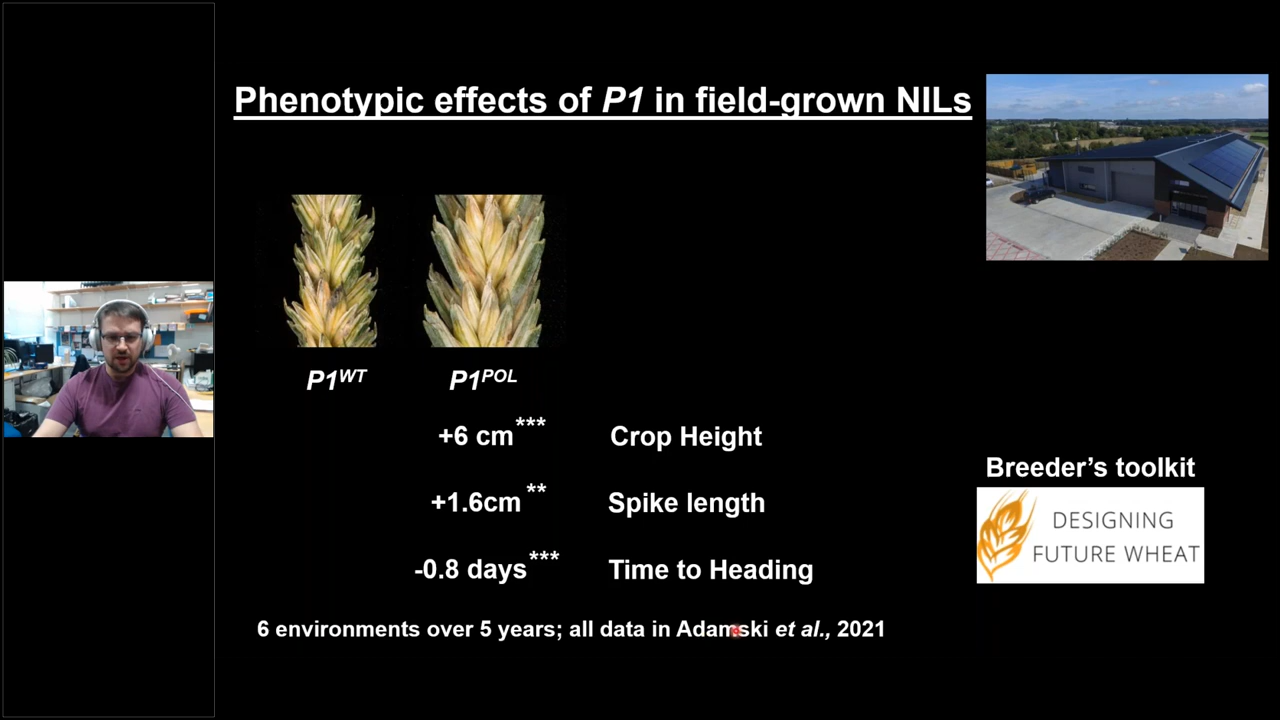 Phenotypic effects of P1 in field-grown NILs
P1WT
P1POL
+6 cm*** Crop Height
+1.6cm ** Spike length
-0.8 days*** Time to Heading
6 environments over 5 years; all data in Adamski et al., 2021
Breeder’s toolkit
DESIGNING
FUTURE WHEAT